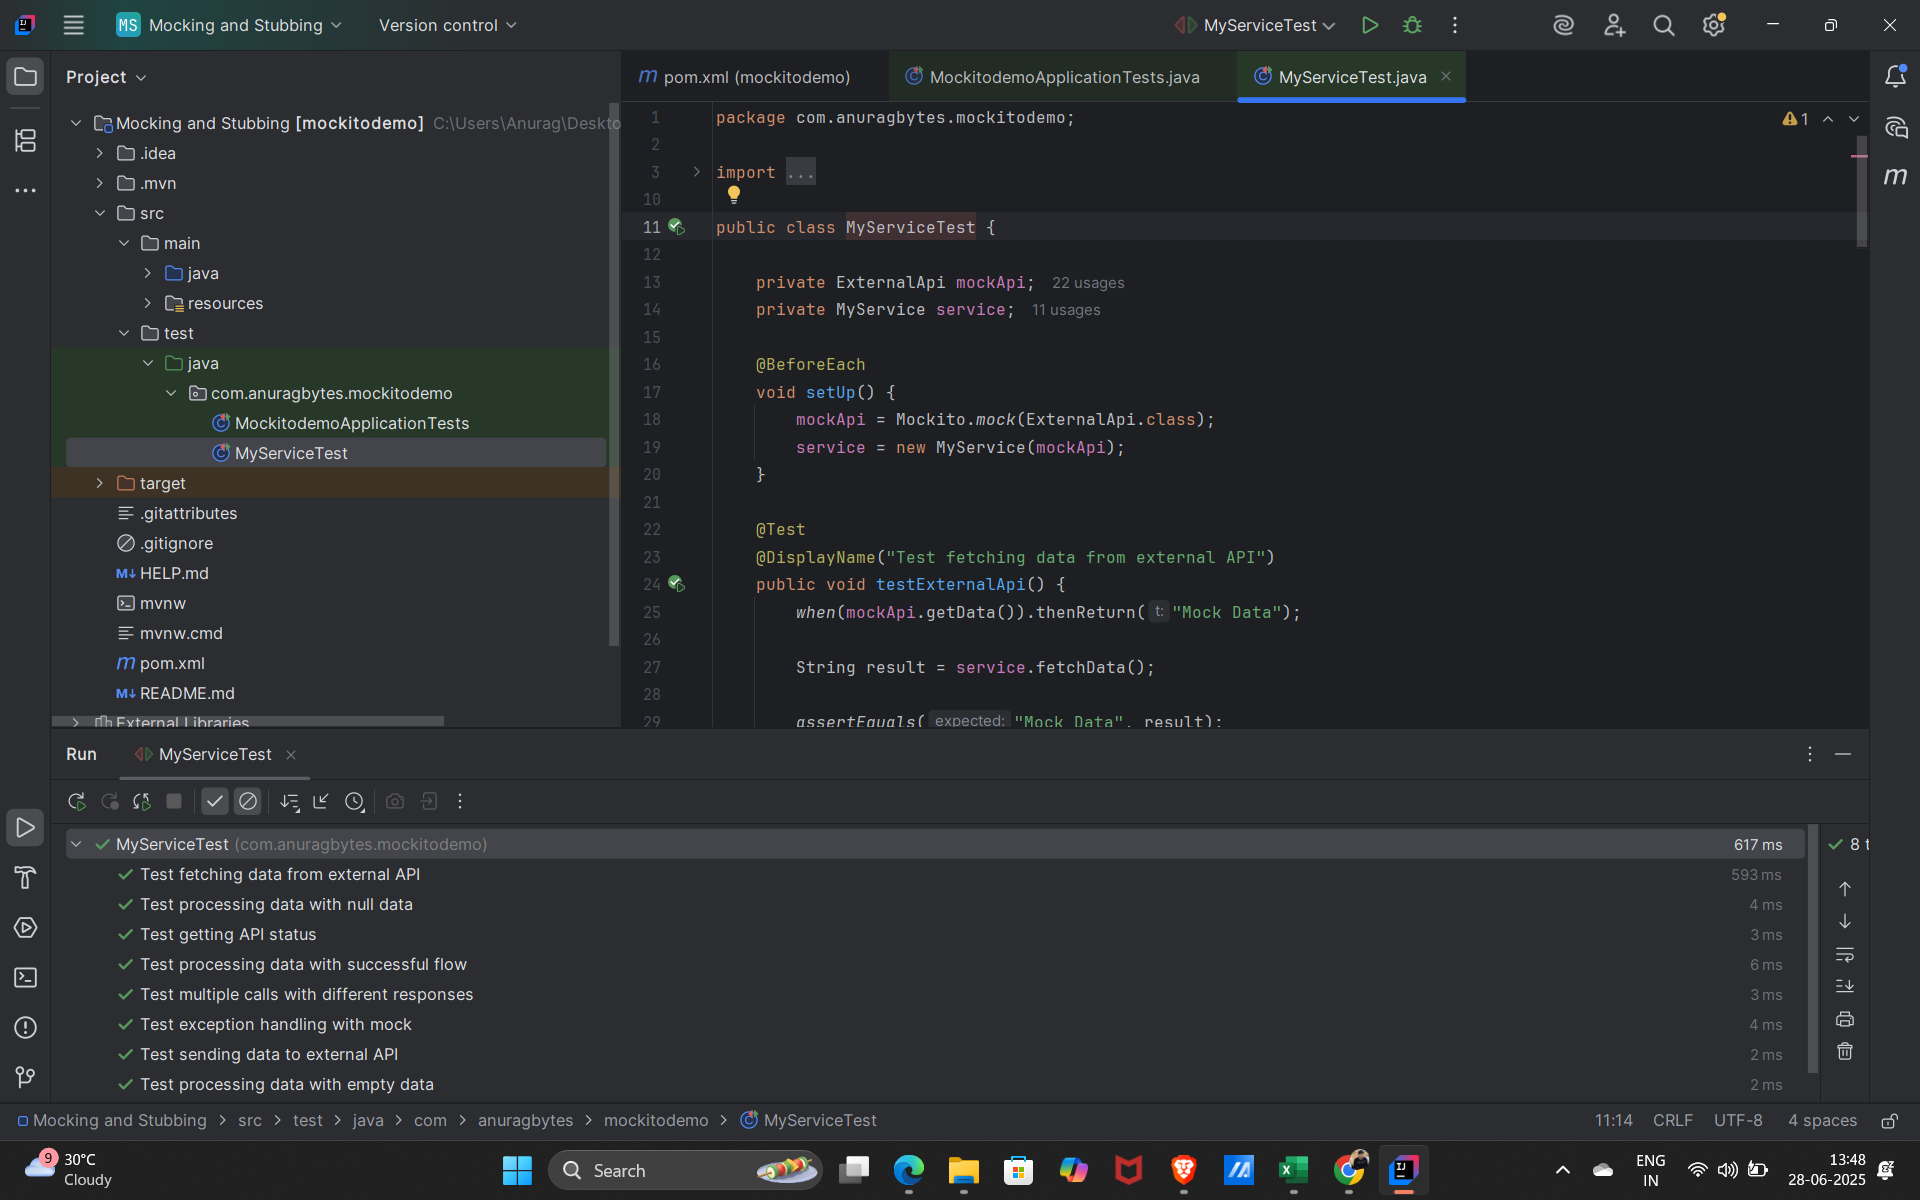 MS Mocking and Stubbing Version control MyServiceTest
Project
Mocking and Stubbing [mockitodemo] C:\Users\Anurag\Deskto
.idea
.mvn
src
main
java
resources
test
java
com.anuragbytes.mockitodemo
MockitodemoApplicationTests
MyServiceTest
target
.gitattributes
.gitignore
M↓ HELP.md
mvnw
mvnw.cmd
m pom.xml
M↓ README.md
External Libraries
m pom.xml (mockitodemo) MockitodemoApplicationTests.java MyServiceTest.java
1 package com.anuragbytes.mockitodemo; 1
2
3 import ...
10
11 public class MyServiceTest {
12
13 private ExternalApi mockApi; 22 usages
14 private MyService service; 11 usages
15
16 @BeforeEach
17 void setUp() {
18 mockApi = Mockito.mock(ExternalApi.class);
19 service = new MyService(mockApi);
20 }
21
22 @Test
23 @DisplayName("Test fetching data from external API")
24 public void testExternalApi() {
25 when(mockApi.getData()).thenReturn( t: "Mock Data");
26
27 String result = service.fetchData();
28
29 assertEquals( expected: "Mock Data", result);
m
Run MyServiceTest
MyServiceTest (com.anuragbytes.mockitodemo) 617 ms
Test fetching data from external API 593 ms
Test processing data with null data 4 ms
Test getting API status 3 ms
Test processing data with successful flow 6 ms
Test multiple calls with different responses 3 ms
Test exception handling with mock 4 ms
Test sending data to external API 2 ms
Test processing data with empty data 2 ms
8 t
Mocking and Stubbing > src > test > java > com > anuragbytes > mockitodemo > MyServiceTest 11:14 CRLF UTF-8 4 spaces
9 30°C
Cloudy
Search
ENG
IN
13:48
28-06-2025